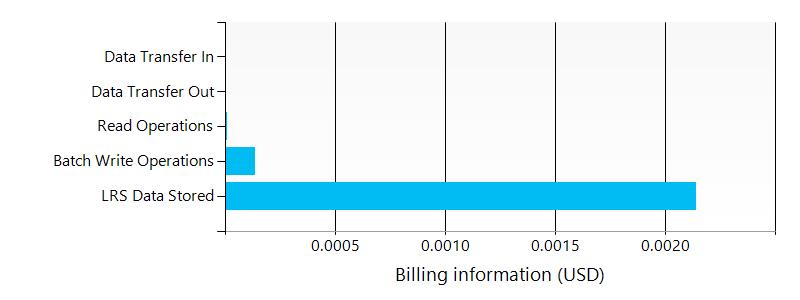 Data Transfer In
Data Transfer Out
Read Operations
Batch Write Operations
LRS Data Stored
0.0005 0.0010 0.0015 0.0020
Billing information (USD)